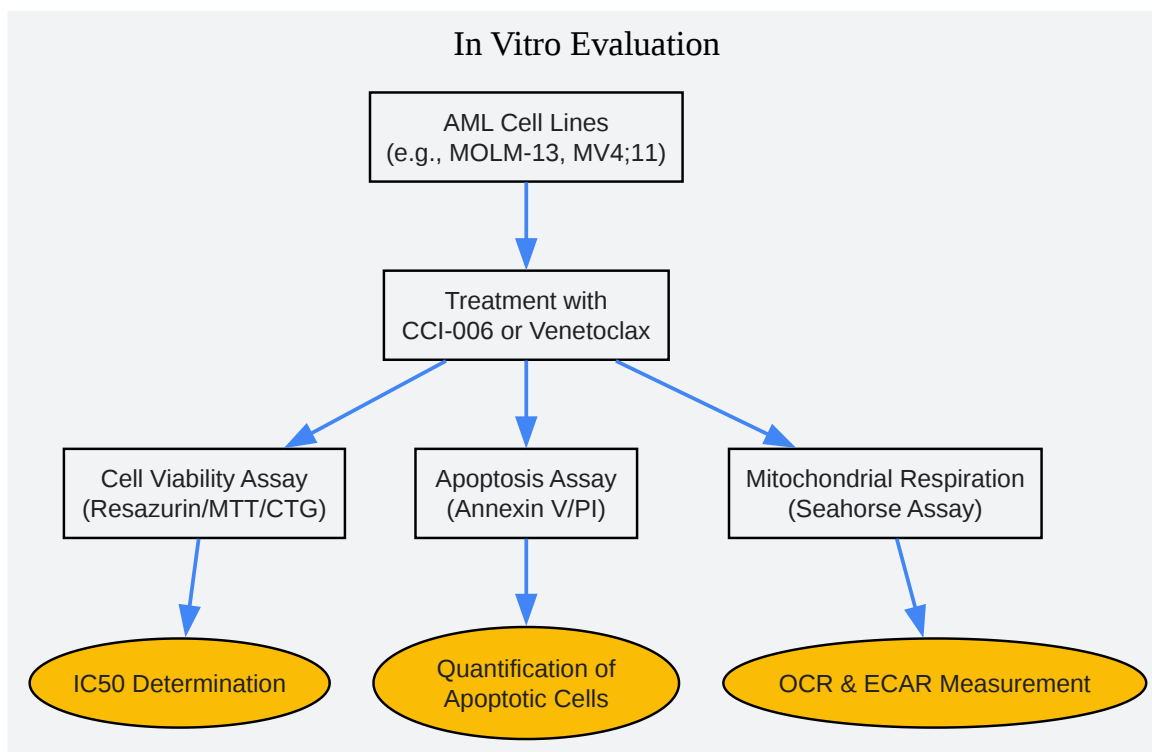 In Vitro Evaluation
AML Cell Lines
(e.g., MOLM-13, MV4;11)
Treatment with
CCI-006 or Venetoclax
Cell Viability Assay
(Resazurin/MTT/CTG)
Apoptosis Assay
(Annexin V/PI)
Mitochondrial Respiration
(Seahorse Assay)
IC50 Determination
Quantification of
Apoptotic Cells
OCR & ECAR Measurement